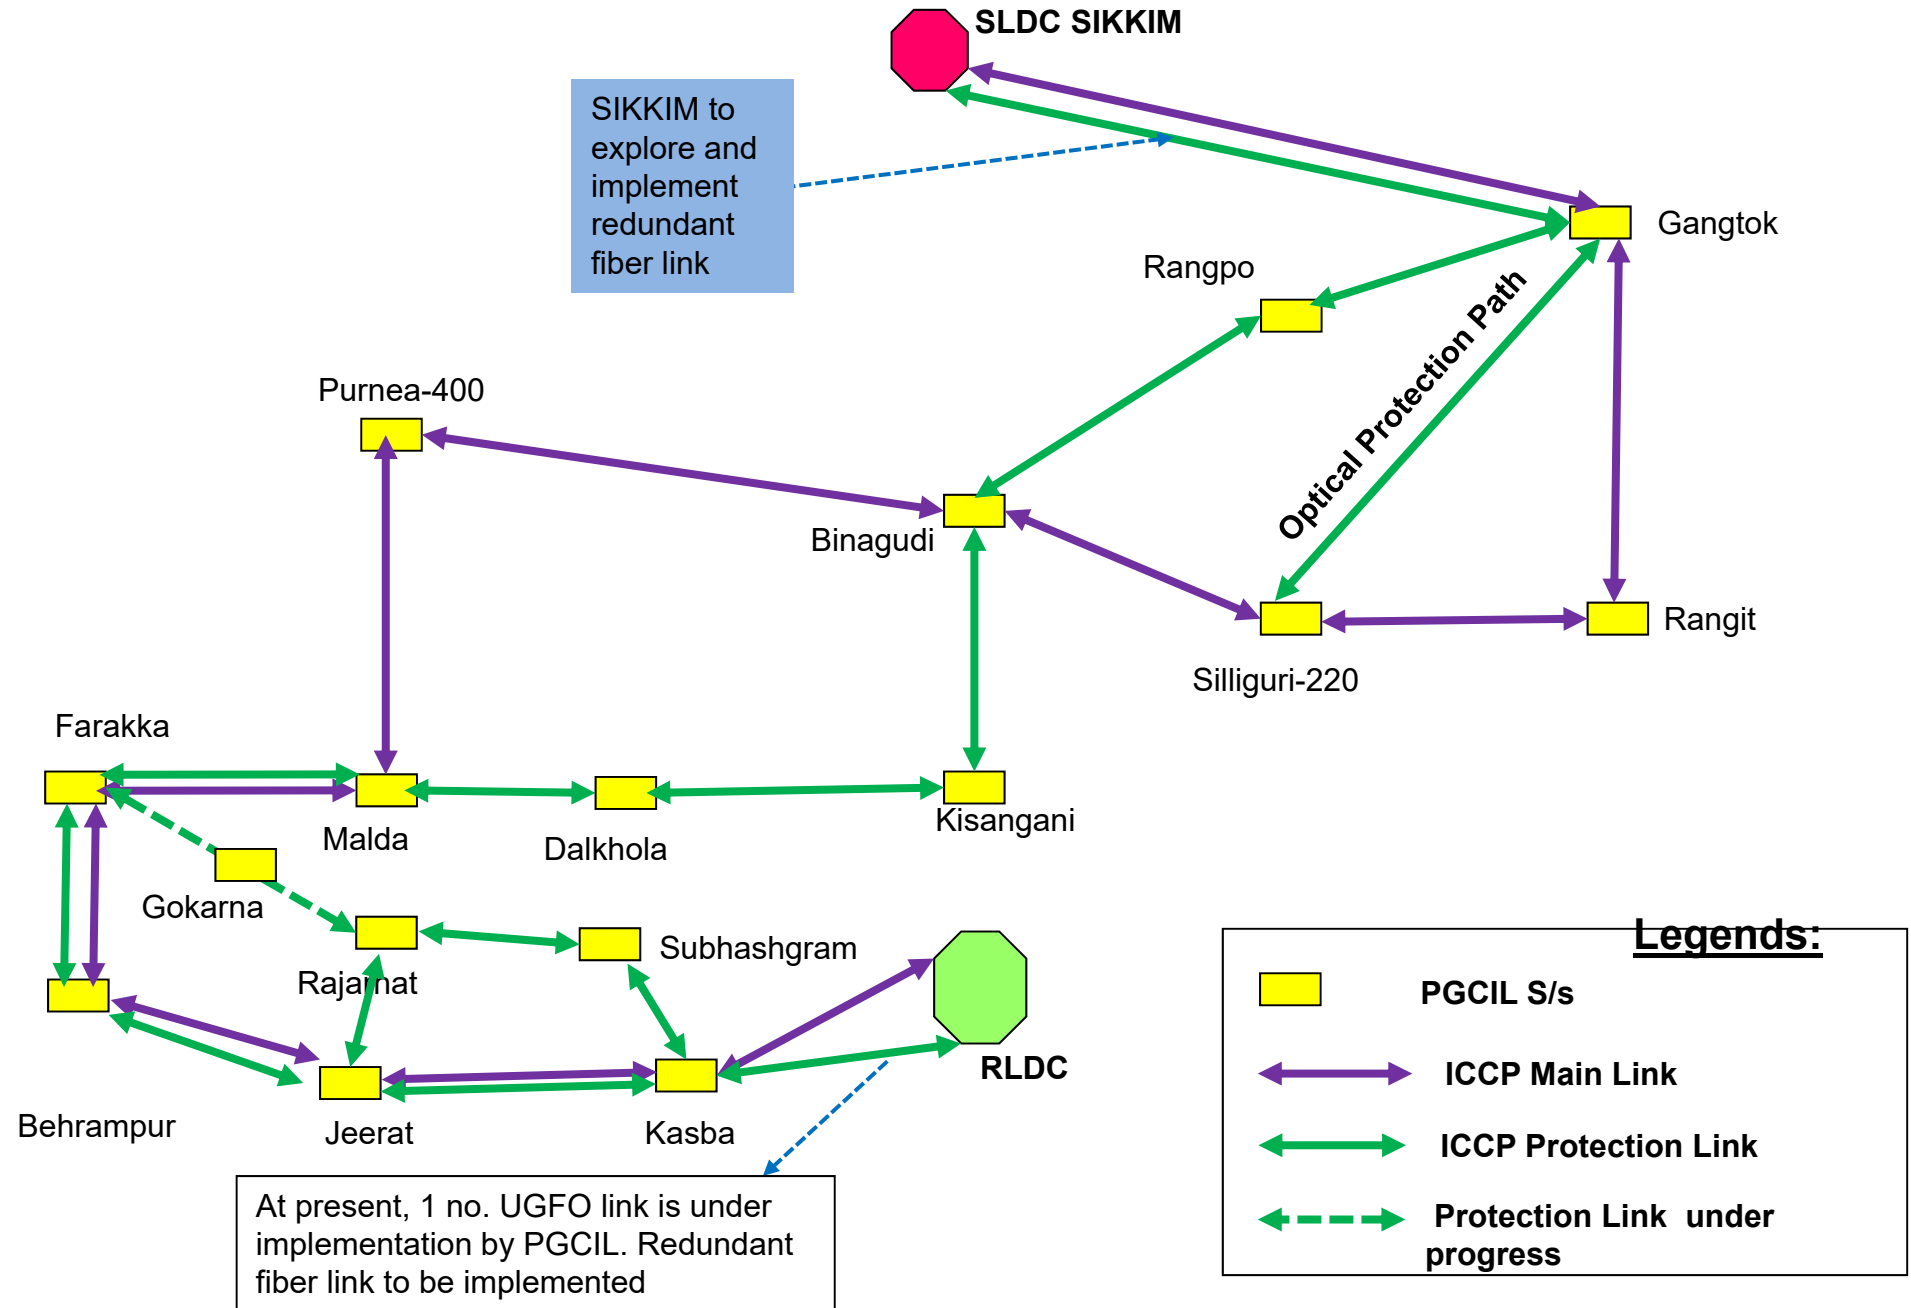 SLDC SIKKIM
SIKKIM to
explore and
implement
redundant
fiber link
Gangtok
Rangpo
Optical Protection Path
Purnea-400
Binagudi
Rangit
Silliguri-220
Farakka
Malda
Dalkhola
Kisangani
Gokarna
Rajarhat
Subhashgram
RLDC
Behrampur
Jeerat
Kasba
At present, 1 no. UGFO link is under
implementation by PGCIL. Redundant
fiber link to be implemented
Legends:
PGCIL S/s
ICCP Main Link
ICCP Protection Link
Protection Link under
progress